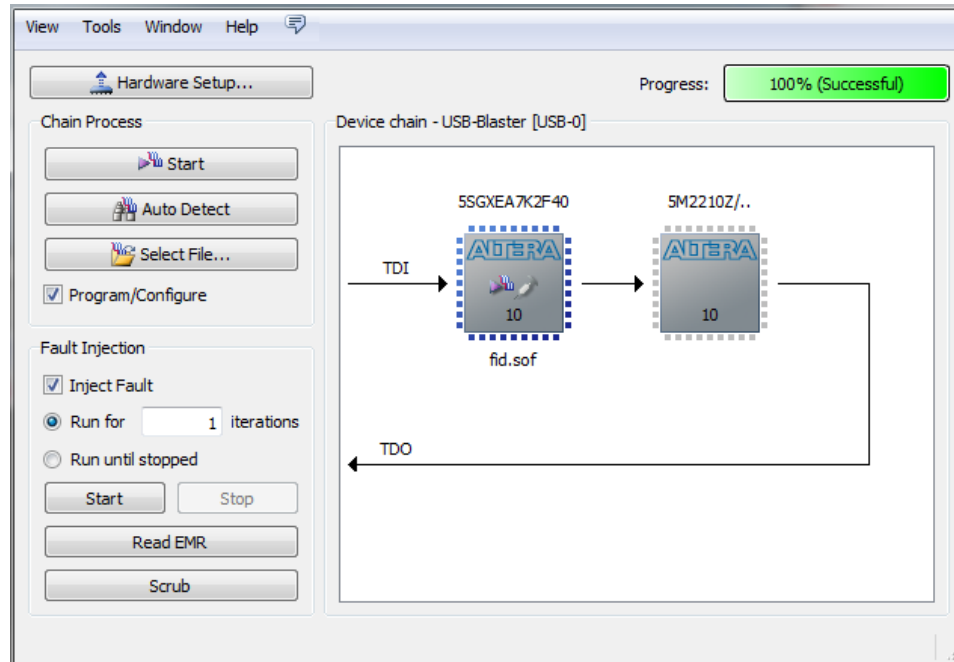 View Tools Window Help
Hardware Setup...
Progress: 100% (Successful)
Chain Process
Start
Auto Detect
Select File...
Program/Configure
Fault Injection
Inject Fault
Run for 1 iterations
Run until stopped
Start Stop
Read EMR
Scrub
Device chain - USB-Blaster [USB-0]
5SGXEA7K2F40 5M2210Z/..
ALTERA ALTERA
TDI
10 10
fid.sof
TDO